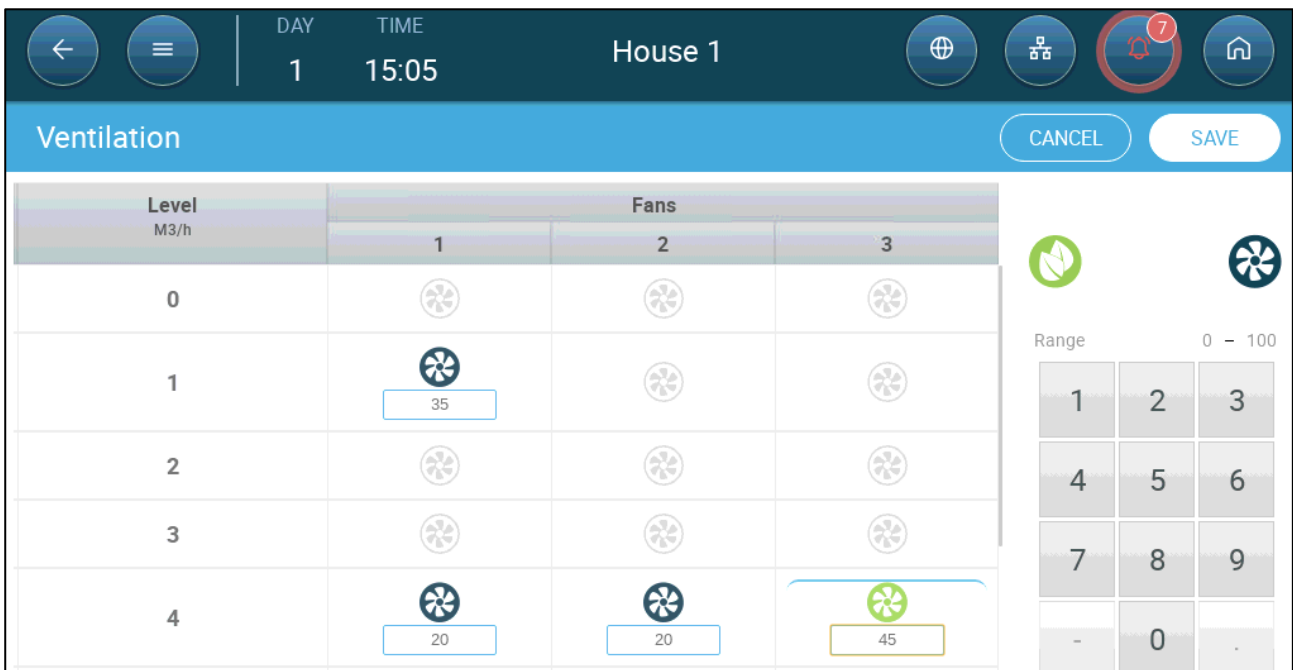 DAY TIME
7
1 15:05 House 1
Ventilation CANCEL SAVE
Level Fans
M3/h
1 2 3
0
Range 0 – 100
1
35
1 2 3
2
4 5 6
3
7 8 9
4
20 20 45
- 0 .